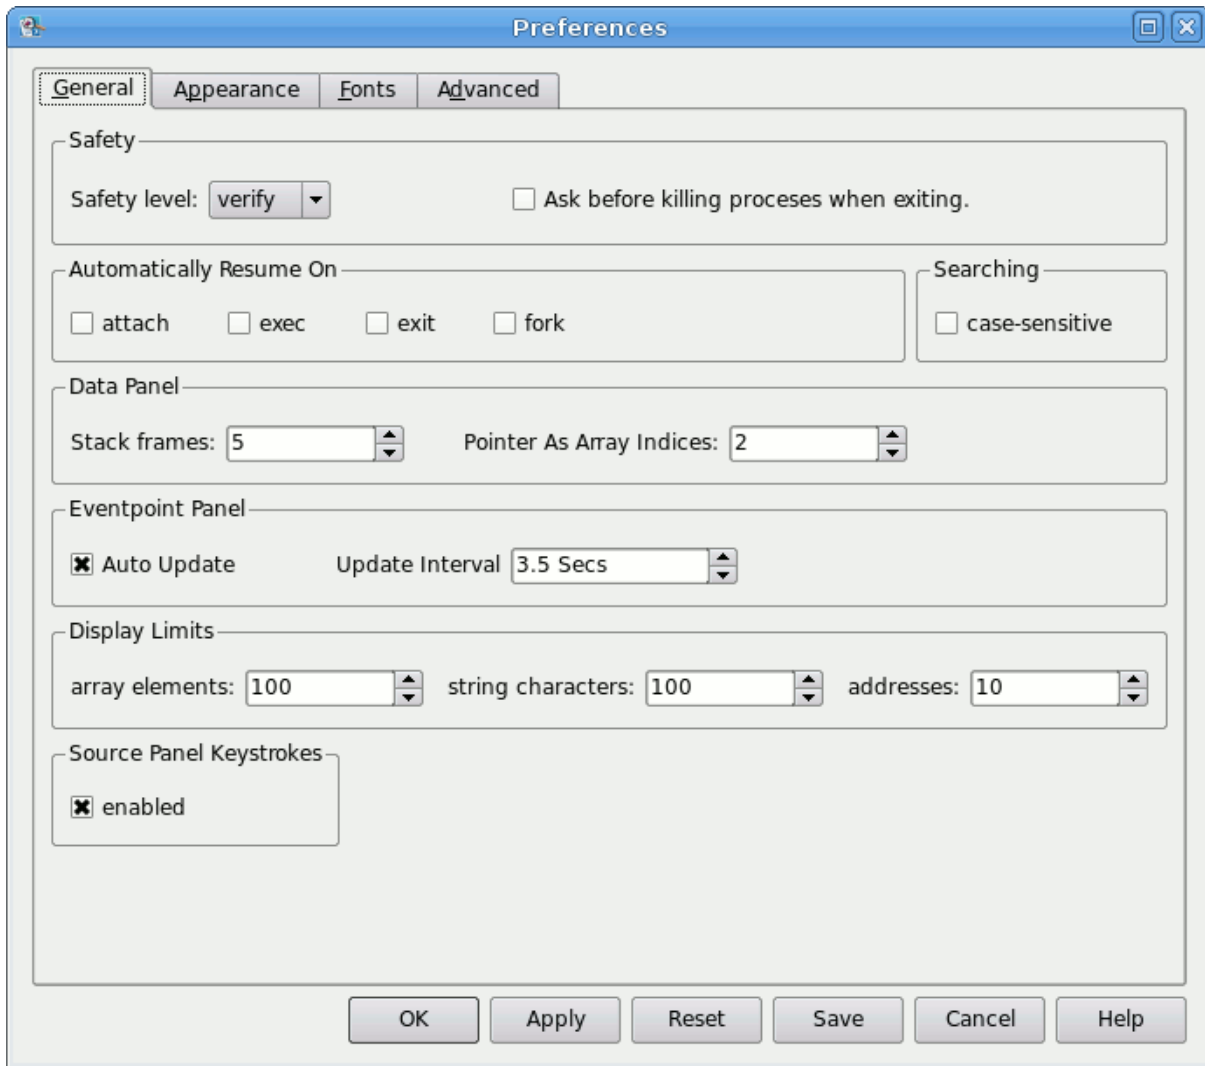 Preferences
General Appearance Fonts Advanced
Safety
Safety level: verify Ask before killing proceses when exiting.
Automatically Resume On Searching
attach exec exit fork case-sensitive
Data Panel
Stack frames: 5 Pointer As Array Indices: 2
Eventpoint Panel
Auto Update Update Interval 3.5 Secs
Display Limits
array elements: 100 string characters: 100 addresses: 10
Source Panel Keystrokes
enabled
OK Apply Reset Save Cancel Help